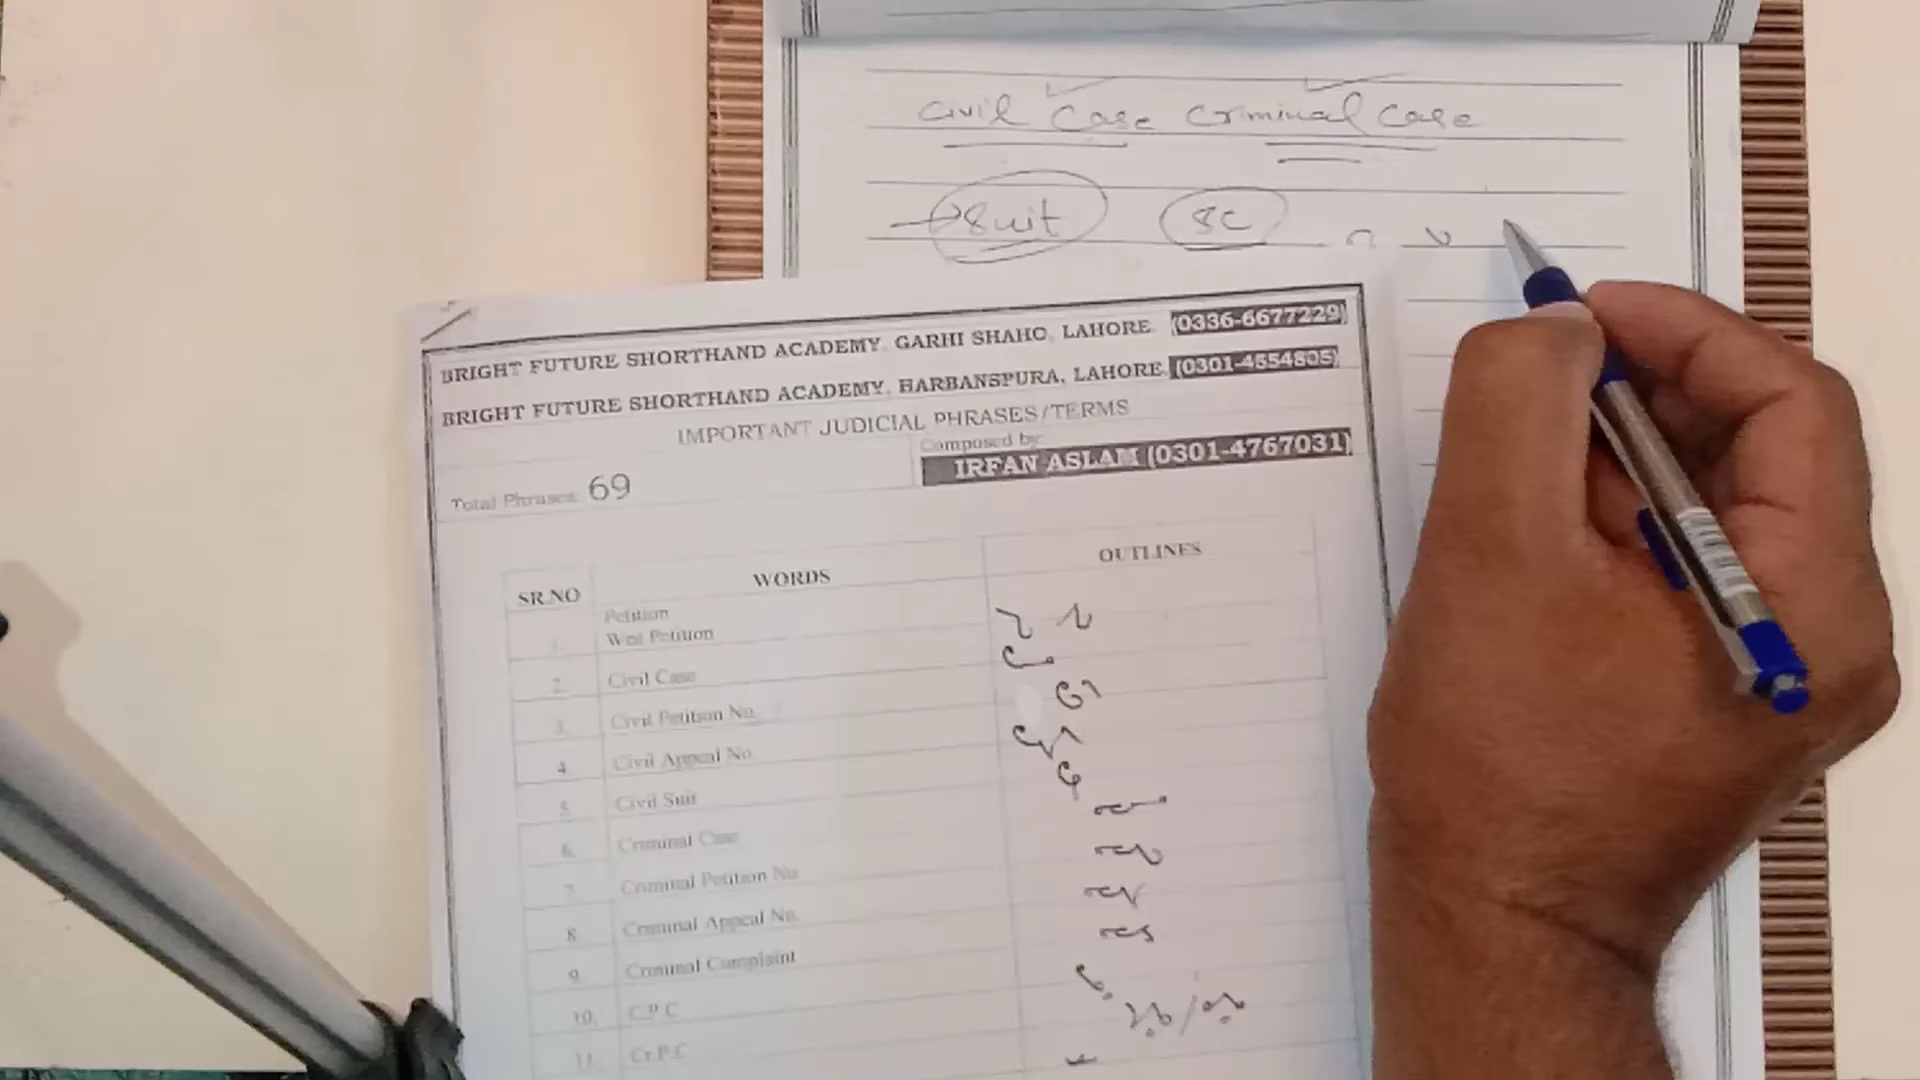 Civil Case Criminal Case
Suit SC
BRIGHT FUTURE SHORTHAND ACADEMY, GARHI SHAHO, LAHORE. (0336-6677229)
BRIGHT FUTURE SHORTHAND ACADEMY, HARBANSPURA, LAHORE. (0301-4554805)
IMPORTANT JUDICIAL PHRASES/TERMS
Composed by:
Total Phrases: 69
IRFAN ASLAM (0301-4767031)
SR.NO WORDS OUTLINES
Petition
1. Writ Petition
2. Civil Case
3. Civil Petition No.
4. Civil Appeal No.
5. Civil Suit
6. Criminal Case
7. Criminal Petition No.
8. Criminal Appeal No.
9. Criminal Complaint
10. C.P.C
11. Cr.P.C